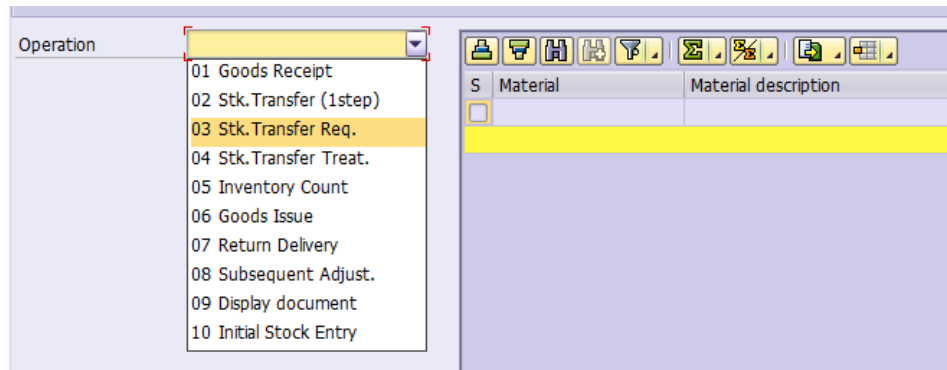 Operation
01 Goods Receipt
02 Stk.Transfer (1step)
03 Stk.Transfer Req.
04 Stk.Transfer Treat.
05 Inventory Count
06 Goods Issue
07 Return Delivery
08 Subsequent Adjust.
09 Display document
10 Initial Stock Entry
S Material Material description